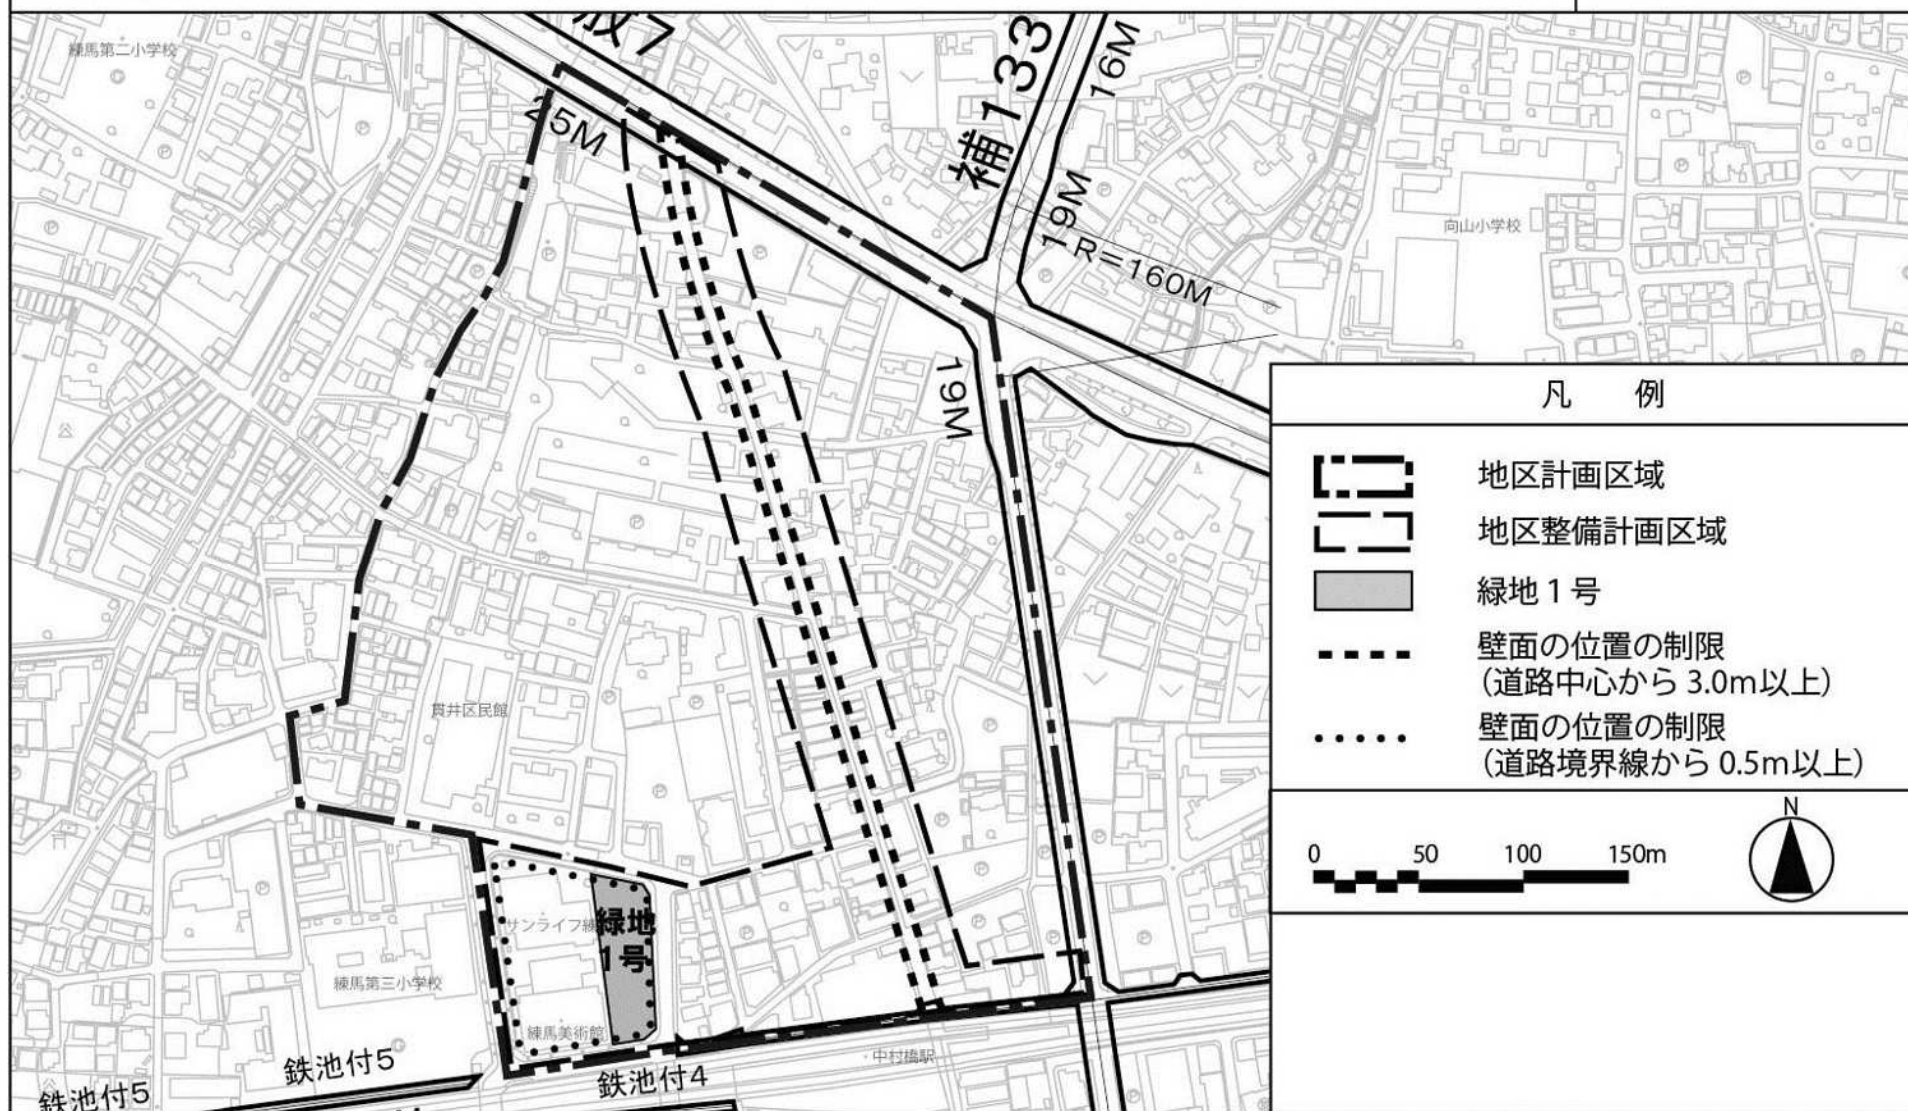 練馬第二小学校
放7
補133
16M
25M
19M
R=160M
向山小学校
19M
貫井区民館
サンライフ練
緑地
1号
練馬第三小学校
練馬美術館
中村橋駅
鉄池付5
鉄池付4
鉄池付5
凡 例
地区計画区域
地区整備計画区域
緑地1号
壁面の位置の制限
(道路中心から 3.0m以上)
壁面の位置の制限
(道路境界線から 0.5m以上)
0 50 100 150m
N